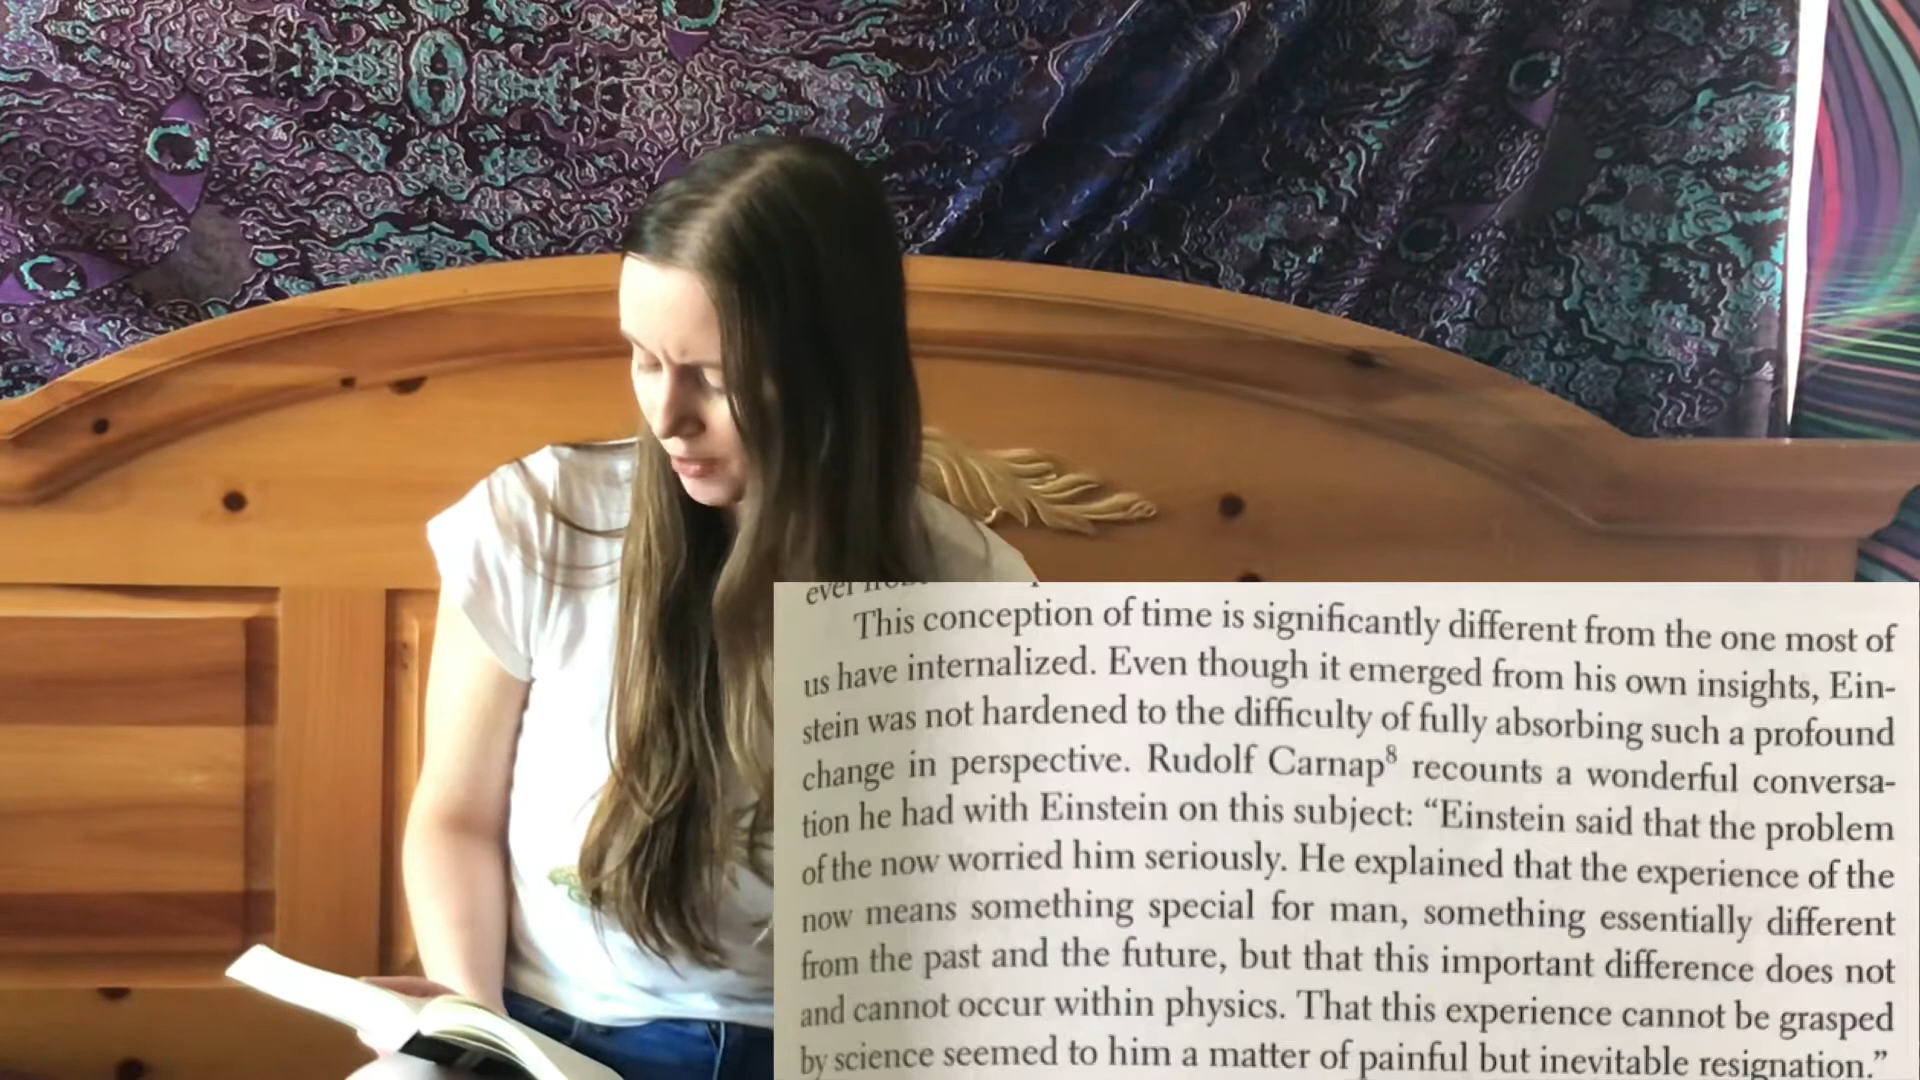 ever
This conception of time is significantly different from the one most of
us have internalized. Even though it emerged from his own insights, Ein-
stein was not hardened to the difficulty of fully absorbing such a profound
change in perspective. Rudolf Carnap⁸ recounts a wonderful conversa-
tion he had with Einstein on this subject: “Einstein said that the problem
of the now worried him seriously. He explained that the experience of the
now means something special for man, something essentially different
from the past and the future, but that this important difference does not
and cannot occur within physics. That this experience cannot be grasped
by science seemed to him a matter of painful but inevitable resignation.”